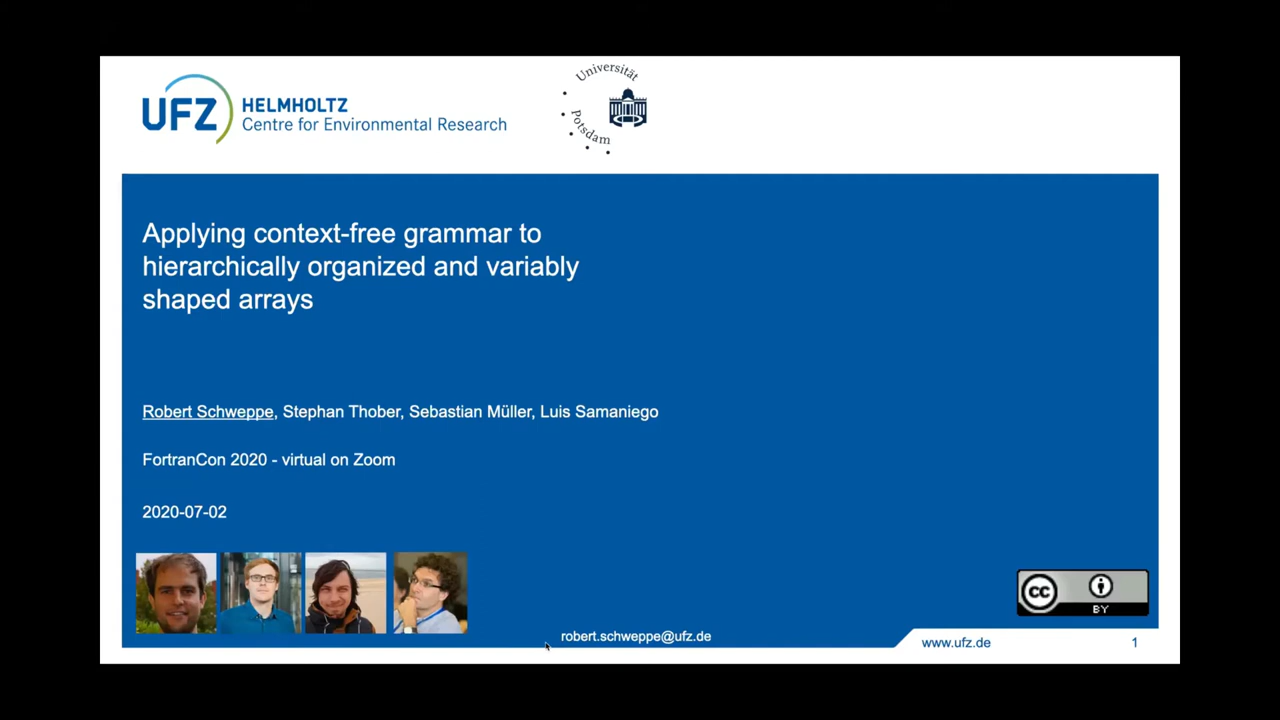 UFZ HELMHOLTZ
Centre for Environmental Research
Universität
Potsdam
Applying context-free grammar to
hierarchically organized and variably
shaped arrays
Robert Schweppe, Stephan Thober, Sebastian Müller, Luis Samaniego
FortranCon 2020 - virtual on Zoom
2020-07-02
cc
BY
robert.schweppe@ufz.de
www.ufz.de
1